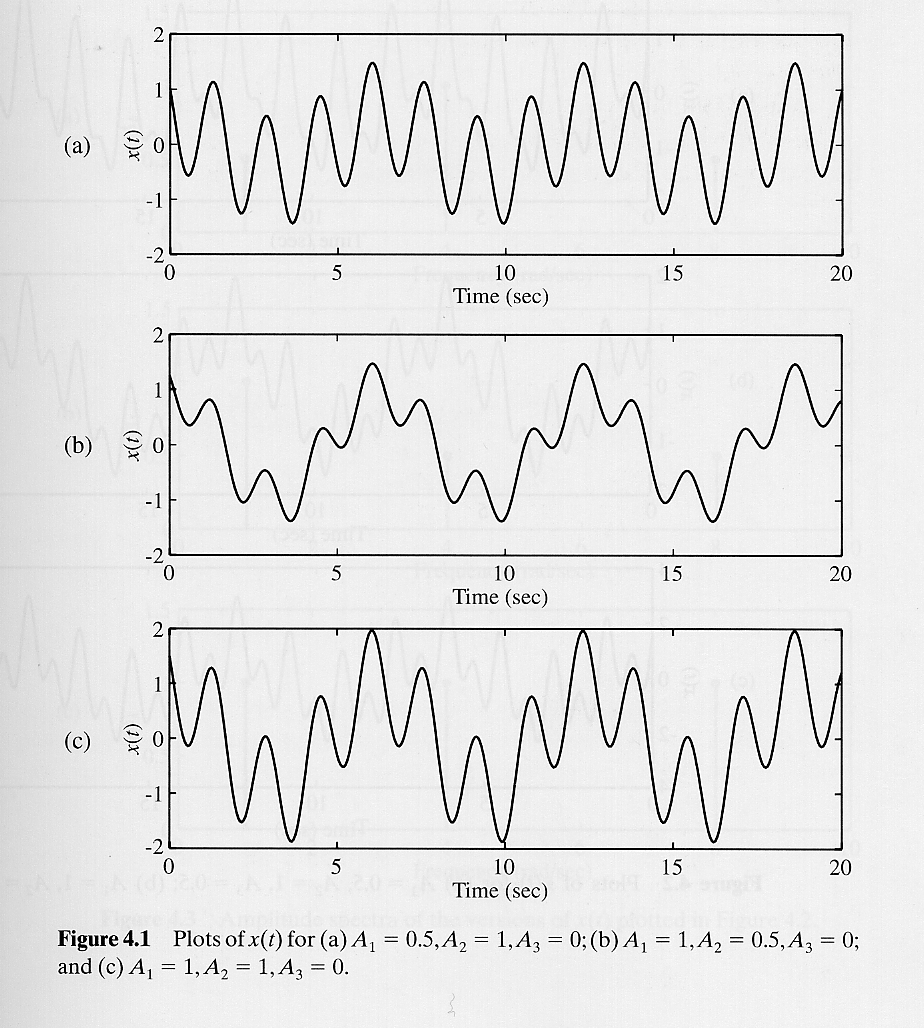 2
1
(a)
x(t)
0
-1
-2
0 5 10 15 20
Time (sec)
2
1
(b)
x(t)
0
-1
-2
0 5 10 15 20
Time (sec)
2
1
(c)
x(t)
0
-1
-2
0 5 10 15 20
Time (sec)
Figure 4.1 Plots of x(t) for (a) A₁ = 0.5, A₂ = 1, A₃ = 0; (b) A₁ = 1, A₂ = 0.5, A₃ = 0;
and (c) A₁ = 1, A₂ = 1, A₃ = 0.